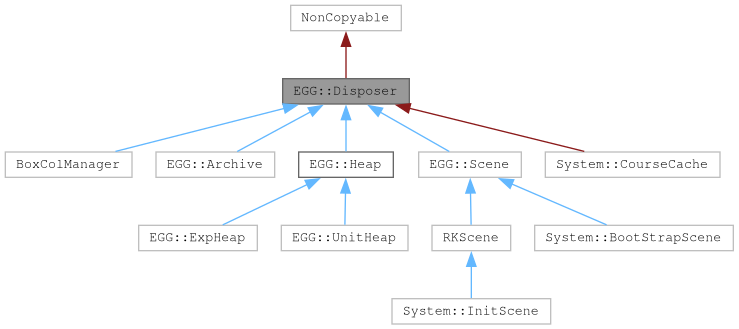 NonCopyable
EGG::Disposer
BoxColManager
EGG::Archive
EGG::Heap
EGG::Scene
System::CourseCache
EGG::ExpHeap
EGG::UnitHeap
RKScene
System::BootStrapScene
System::InitScene